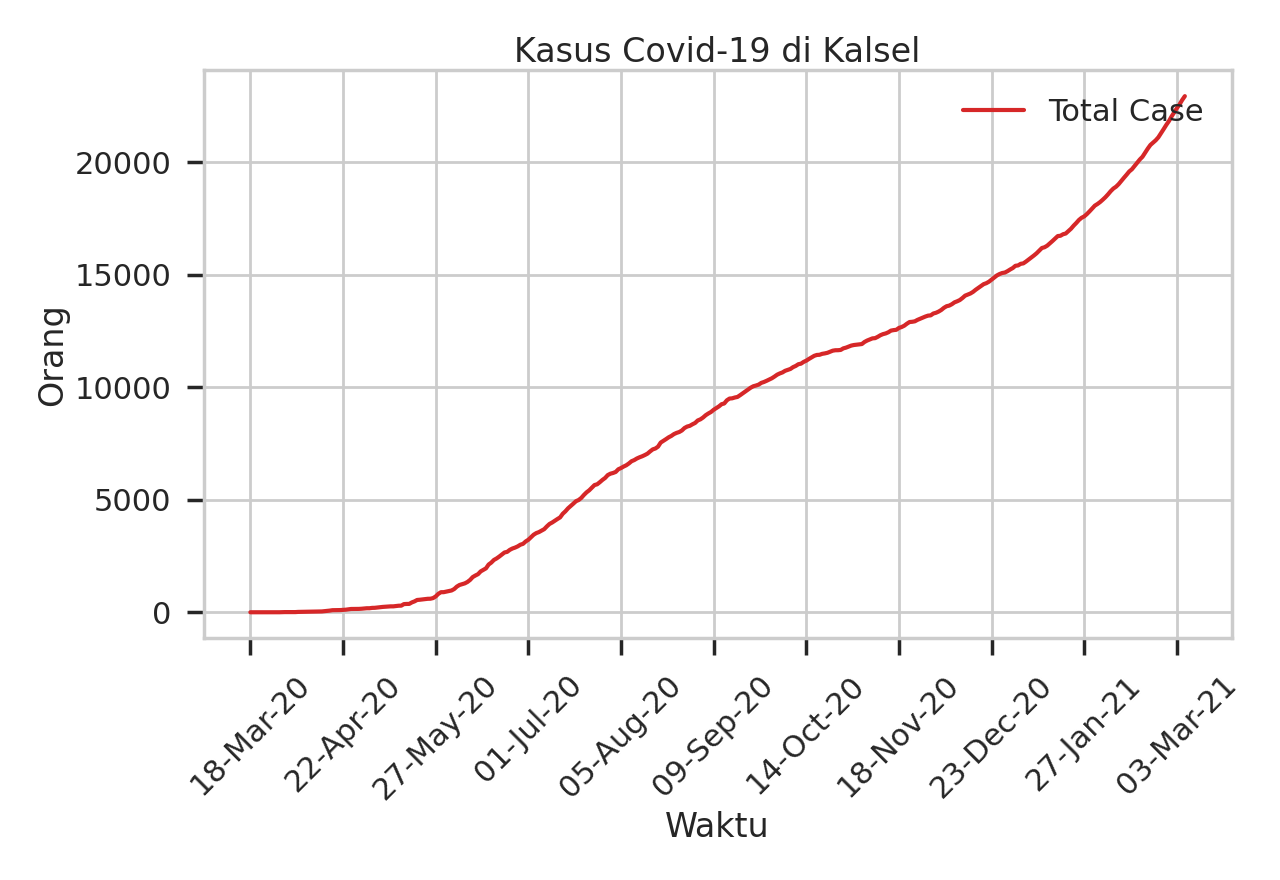 Kasus Covid-19 di Kalsel
Total Case
Orang
20000
15000
10000
5000
0
18-Mar-20
22-Apr-20
27-May-20
01-Jul-20
05-Aug-20
09-Sep-20
14-Oct-20
18-Nov-20
23-Dec-20
27-Jan-21
03-Mar-21
Waktu